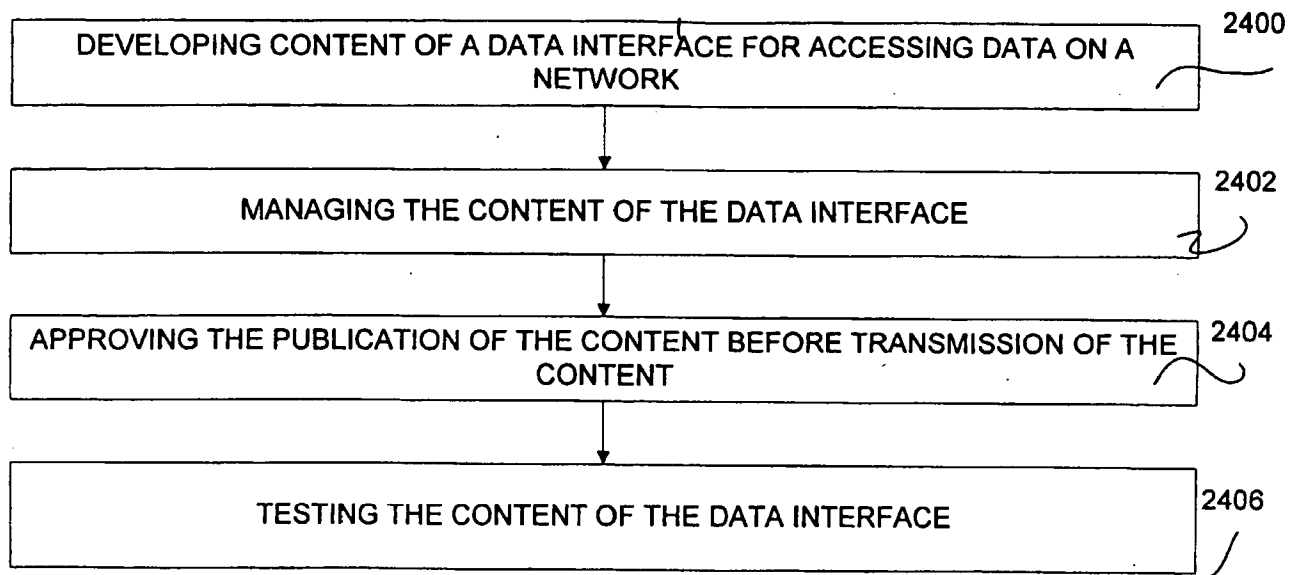 2400
DEVELOPING CONTENT OF A DATA INTERFACE FOR ACCESSING DATA ON A
NETWORK
2402
MANAGING THE CONTENT OF THE DATA INTERFACE
2404
APPROVING THE PUBLICATION OF THE CONTENT BEFORE TRANSMISSION OF THE
CONTENT
2406
TESTING THE CONTENT OF THE DATA INTERFACE